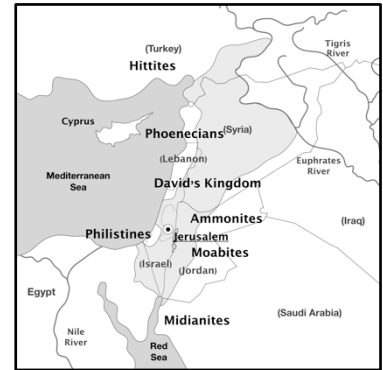 (Turkey)
Hittites
Tigris
River
Cyprus
Phoenecians
(Syria)
(Lebanon)
Mediterranean
Sea
Euphrates
River
David's Kingdom
Ammonites
(Iraq)
Philistines
Jerusalem
Moabites
(Israel)
(Jordan)
Egypt
Midianites
(Saudi Arabia)
Nile
River
Red
Sea